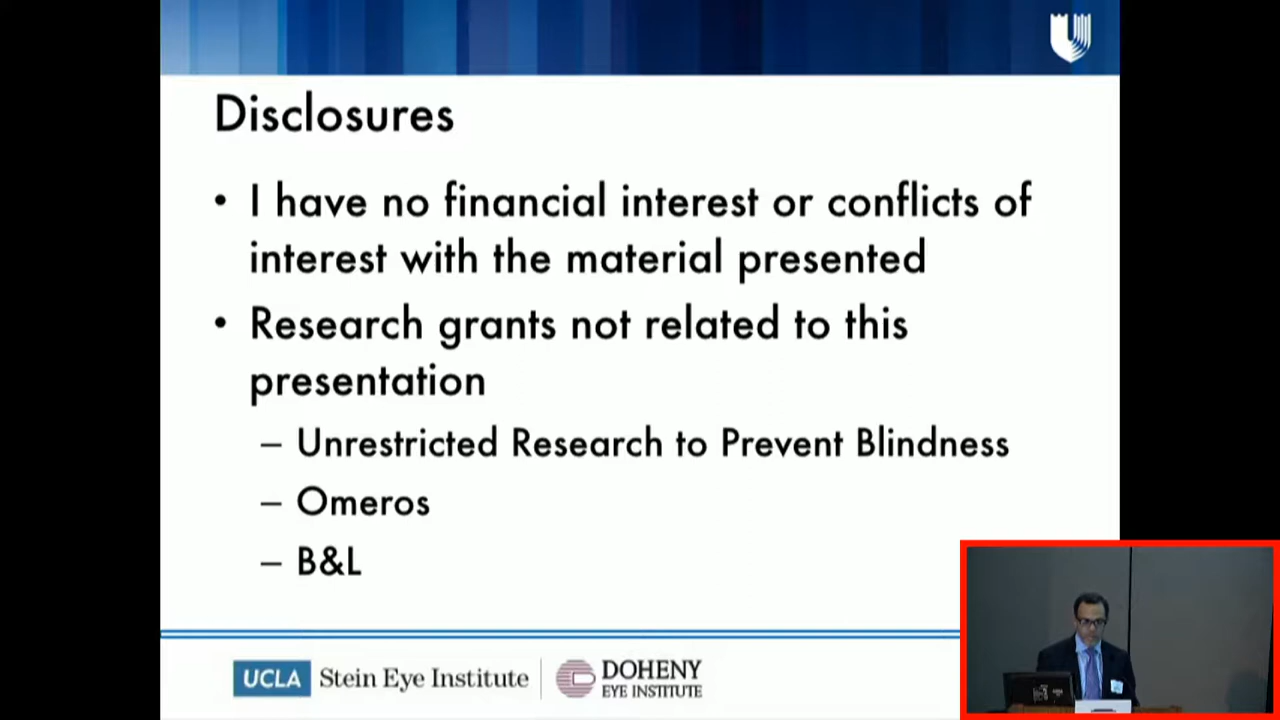 Disclosures
• I have no financial interest or conflicts of
interest with the material presented
• Research grants not related to this
presentation
– Unrestricted Research to Prevent Blindness
– Omeros
– B&L
UCLA Stein Eye Institute DOHENY
EYE INSTITUTE